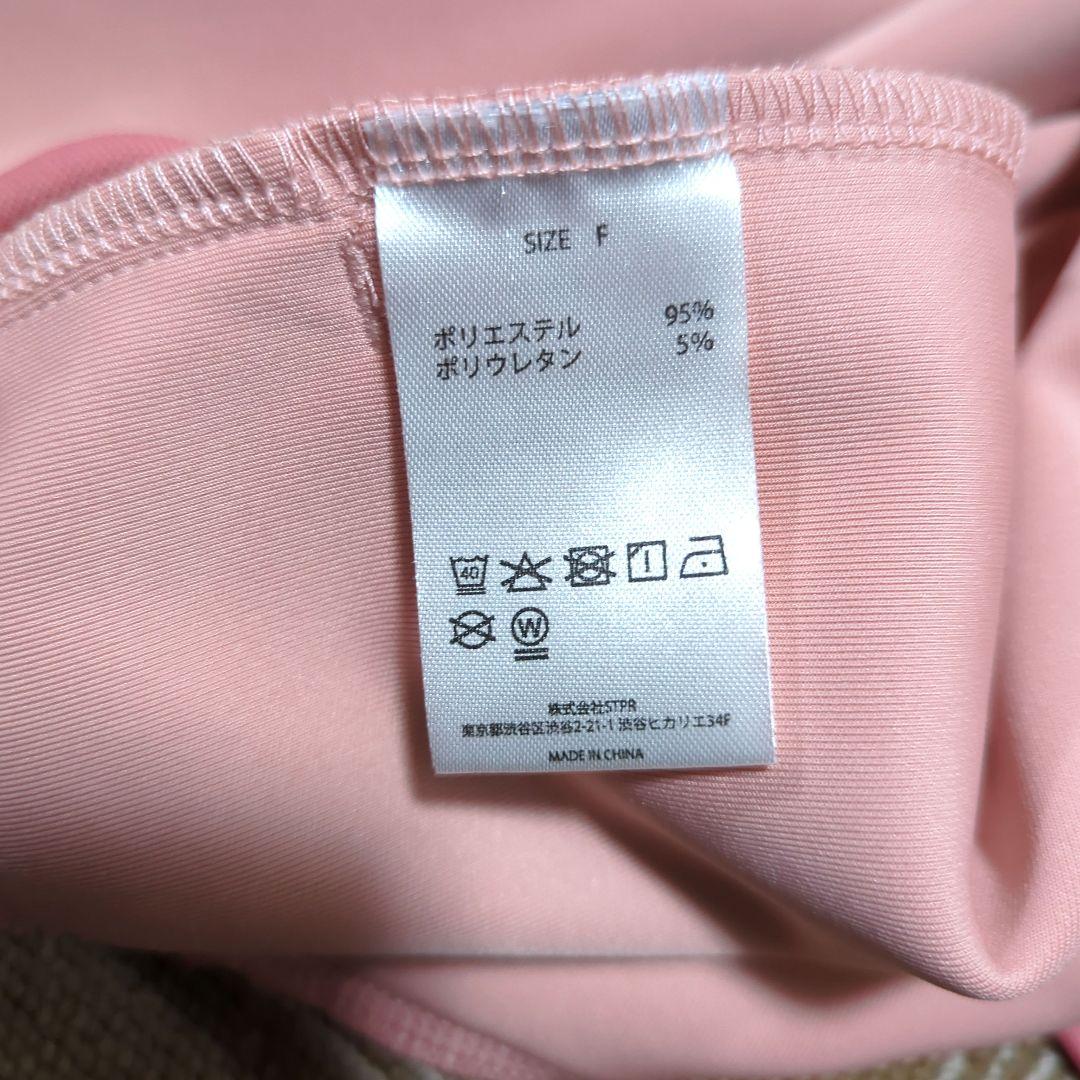 SIZE F
ポリエステル 95%
ポリウレタン 5%
40
W
株式会社STPR
東京都渋谷区渋谷2-21-1 渋谷ヒカリエ34F
MADE IN CHINA